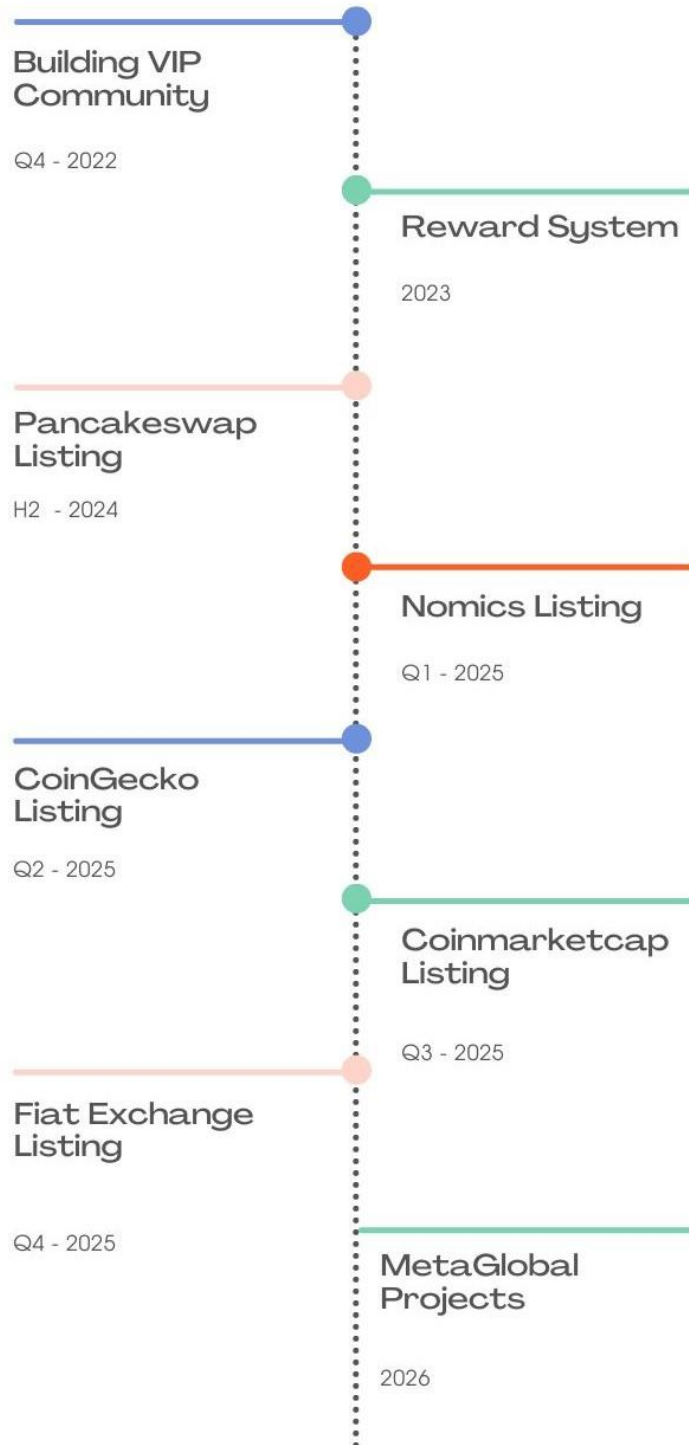 Building VIP
Community
Q4 - 2022
Reward System
2023
Pancakeswap
Listing
H2 - 2024
Nomics Listing
Q1 - 2025
CoinGecko
Listing
Q2 - 2025
Coinmarketcap
Listing
Q3 - 2025
Fiat Exchange
Listing
Q4 - 2025
MetaGlobal
Projects
2026